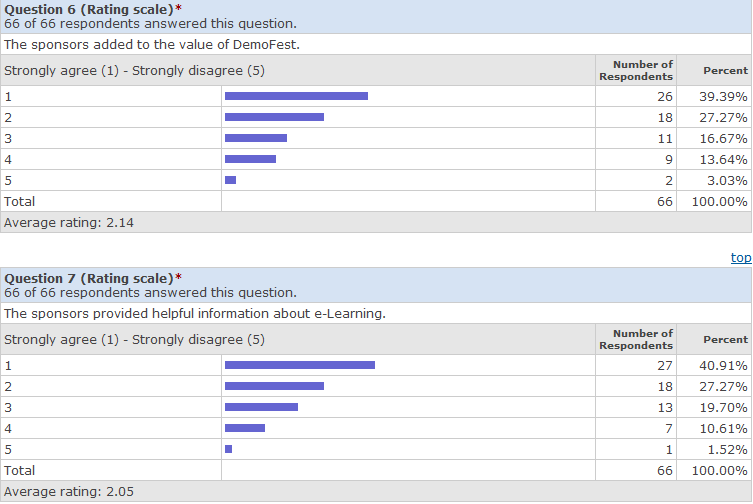 Question 6 (Rating scale)*
66 of 66 respondents answered this question.
The sponsors added to the value of DemoFest.
Strongly agree (1) - Strongly disagree (5) Number of Respondents Percent
1 26 39.39%
2 18 27.27%
3 11 16.67%
4 9 13.64%
5 2 3.03%
Total 66 100.00%
Average rating: 2.14
top
Question 7 (Rating scale)*
66 of 66 respondents answered this question.
The sponsors provided helpful information about e-Learning.
Strongly agree (1) - Strongly disagree (5) Number of Respondents Percent
1 27 40.91%
2 18 27.27%
3 13 19.70%
4 7 10.61%
5 1 1.52%
Total 66 100.00%
Average rating: 2.05